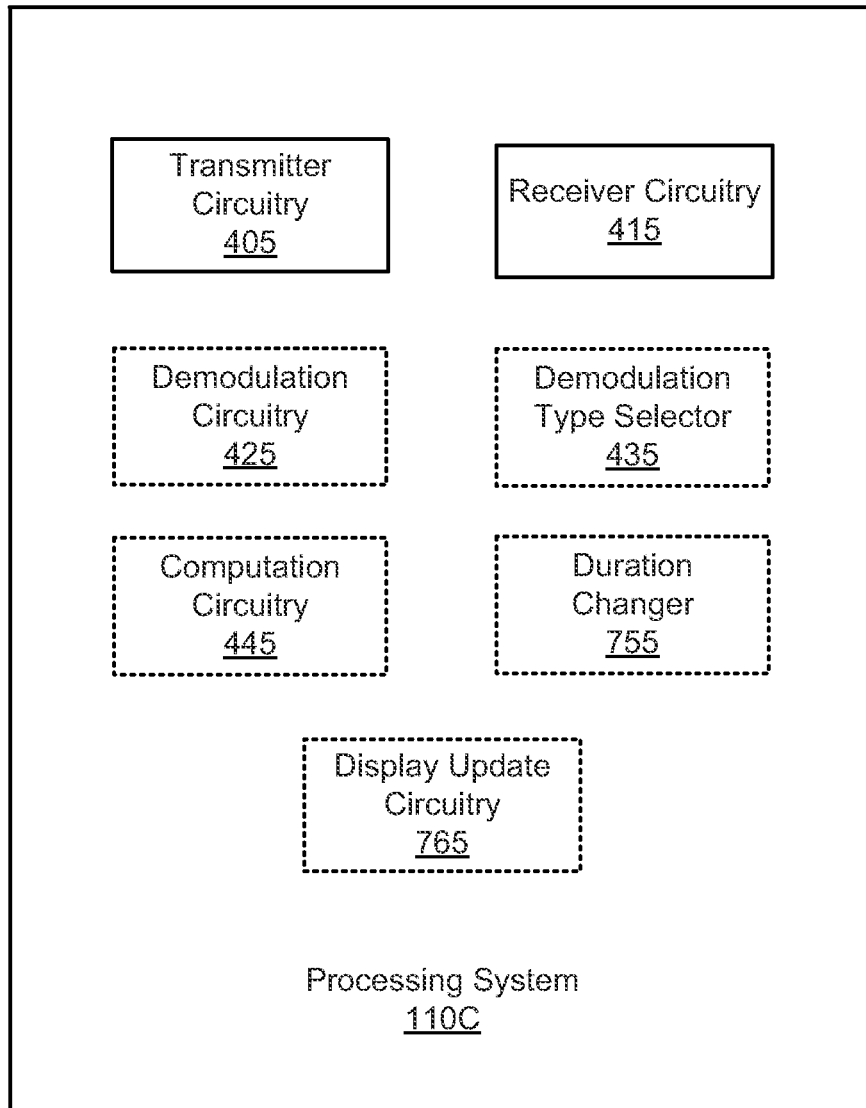 Transmitter
Circuitry
405
Receiver Circuitry
415
Demodulation
Circuitry
425
Demodulation
Type Selector
435
Computation
Circuitry
445
Duration
Changer
755
Display Update
Circuitry
765
Processing System
110C